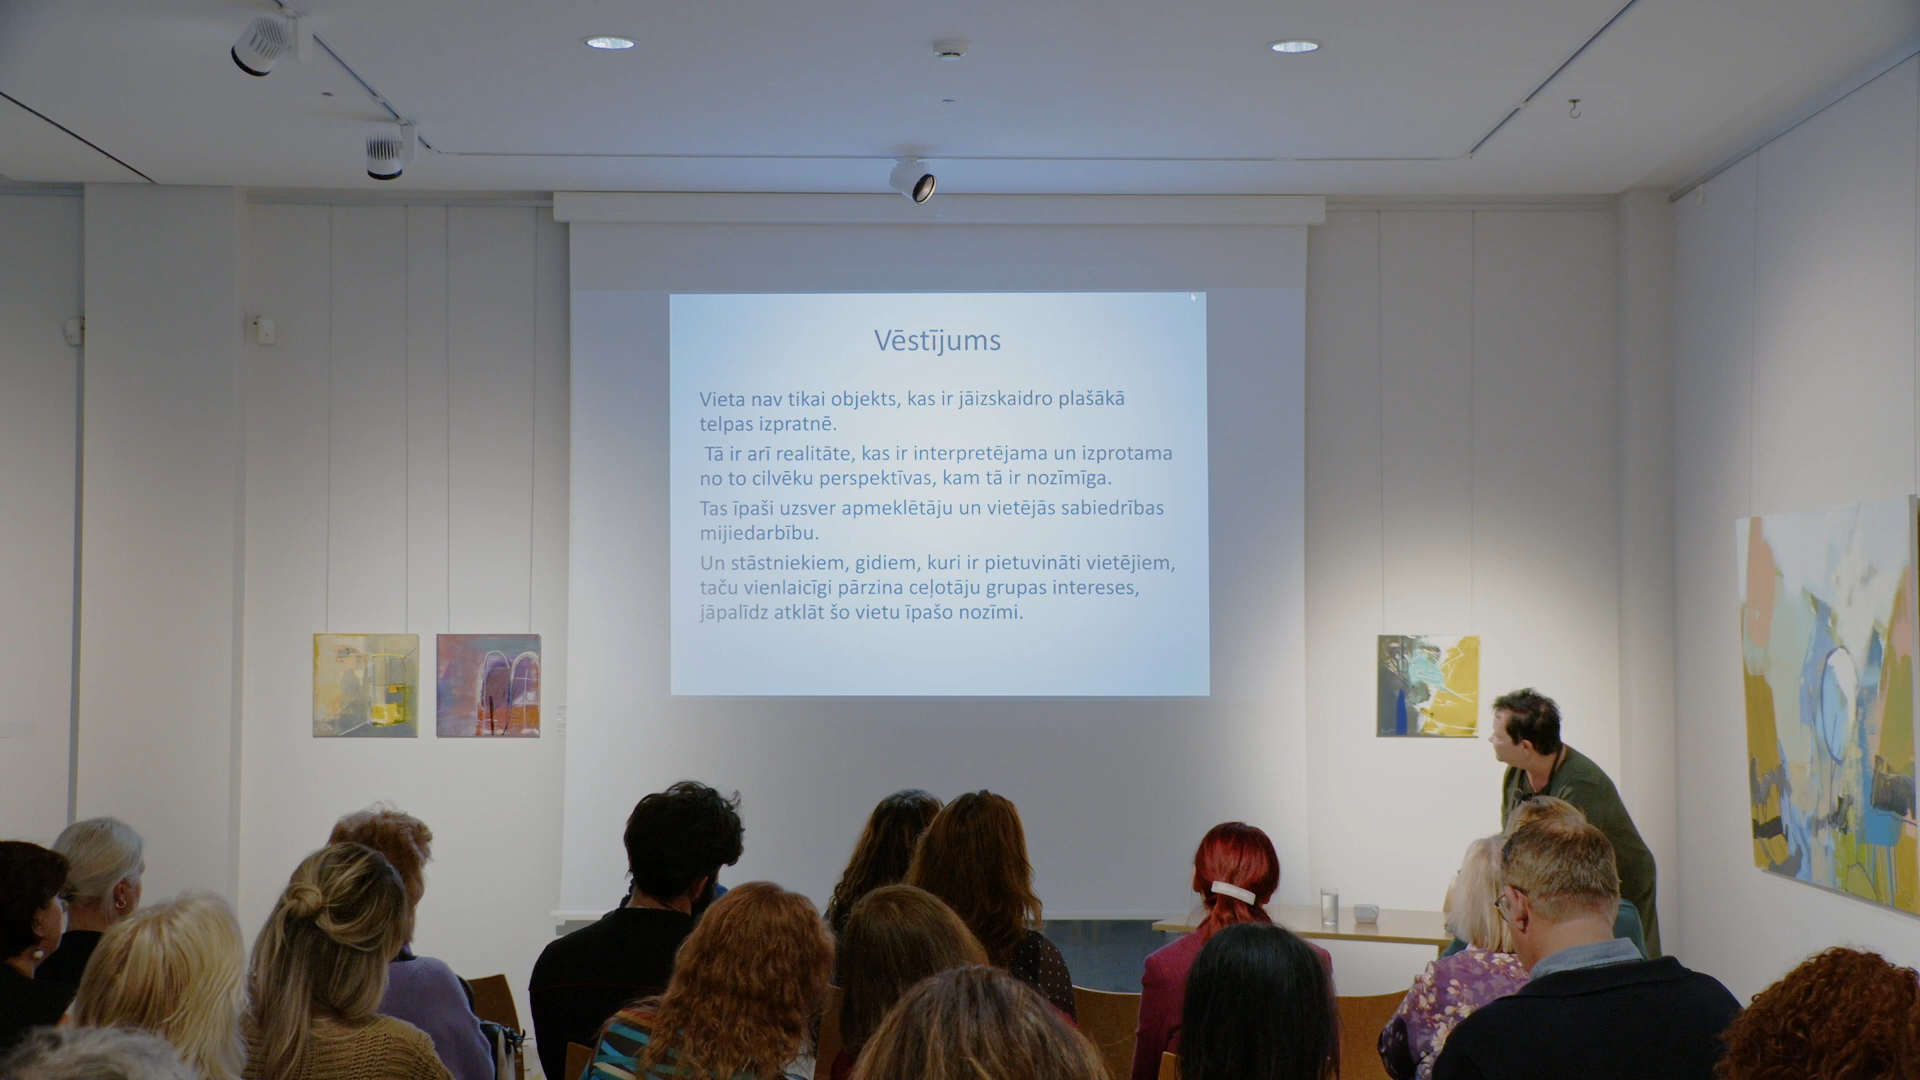 Vēstījums
Vieta nav tikai objekts, kas ir jāizskaidro plašākā
telpas izpratnē.
Tā ir arī realitāte, kas ir interpretējama un izprotama
no to cilvēku perspektīvas, kam tā ir nozīmīga.
Tas īpaši uzsver apmeklētāju un vietējās sabiedrības
mijiedarbību.
Un stāstniekiem, gidiem, kuri ir pietuvināti vietējiem,
taču vienlaicīgi pārzina ceļotāju grupas intereses,
jāpalīdz atklāt šo vietu īpašo nozīmi.